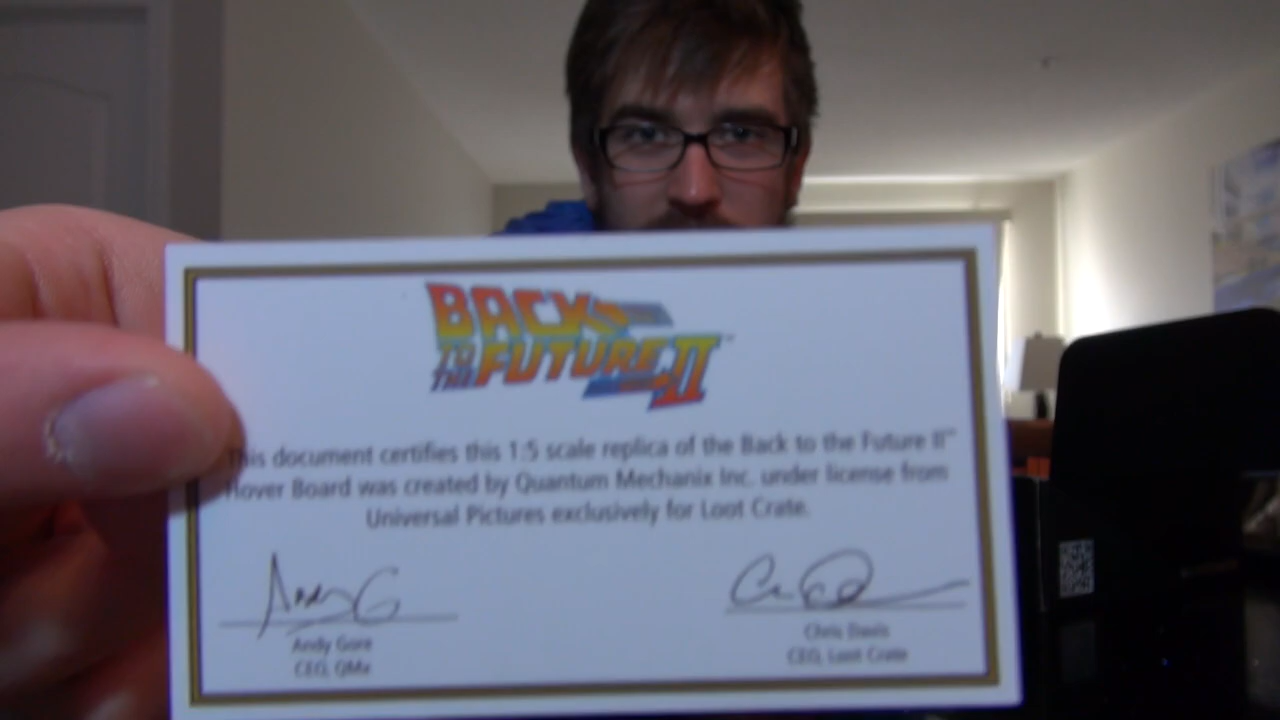 BACK
TO THE FUTURE II™
This document certifies this 1:5 scale replica of the Back to the Future II™
Hover Board was created by Quantum Mechanix Inc. under license from
Universal Pictures exclusively for Loot Crate.
Andy G
Andy Gore
CEO, QMx
Chris Davis
CEO, Loot Crate